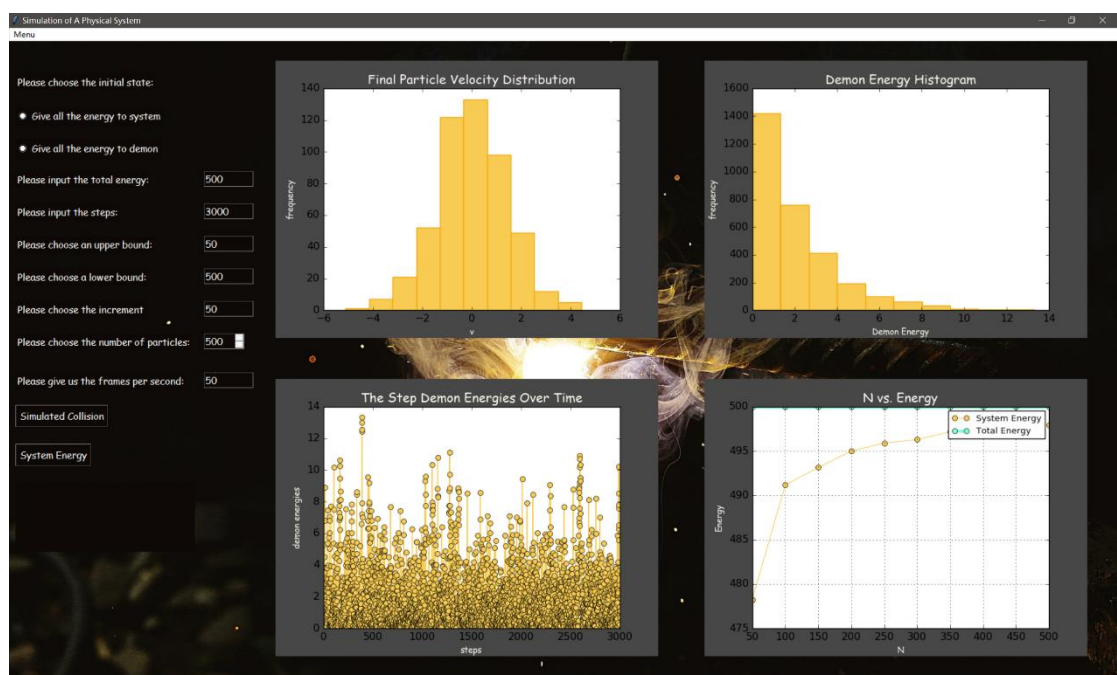 Simulation of A Physical System
Menu
Please choose the initial state:
Give all the energy to system
Give all the energy to demon
Please input the total energy: 500
Please input the steps: 3000
Please choose an upper bound: 50
Please choose a lower bound: 500
Please choose the increment 50
Please choose the number of particles: 500
Please give us the frames per second: 50
Simulated Collision
System Energy
Final Particle Velocity Distribution
140
120
100
80
60
40
20
0
frequency
−6 −4 −2 0 2 4 6
v
Demon Energy Histogram
1600
1400
1200
1000
800
600
400
200
0
frequency
0 2 4 6 8 10 12 14
Demon Energy
The Step Demon Energies Over Time
14
12
10
8
6
4
2
0
demon energies
0 500 1000 1500 2000 2500 3000
steps
N vs. Energy
500
495
490
485
480
475
Energy
System Energy
Total Energy
50 100 150 200 250 300 350 400 450 500
N